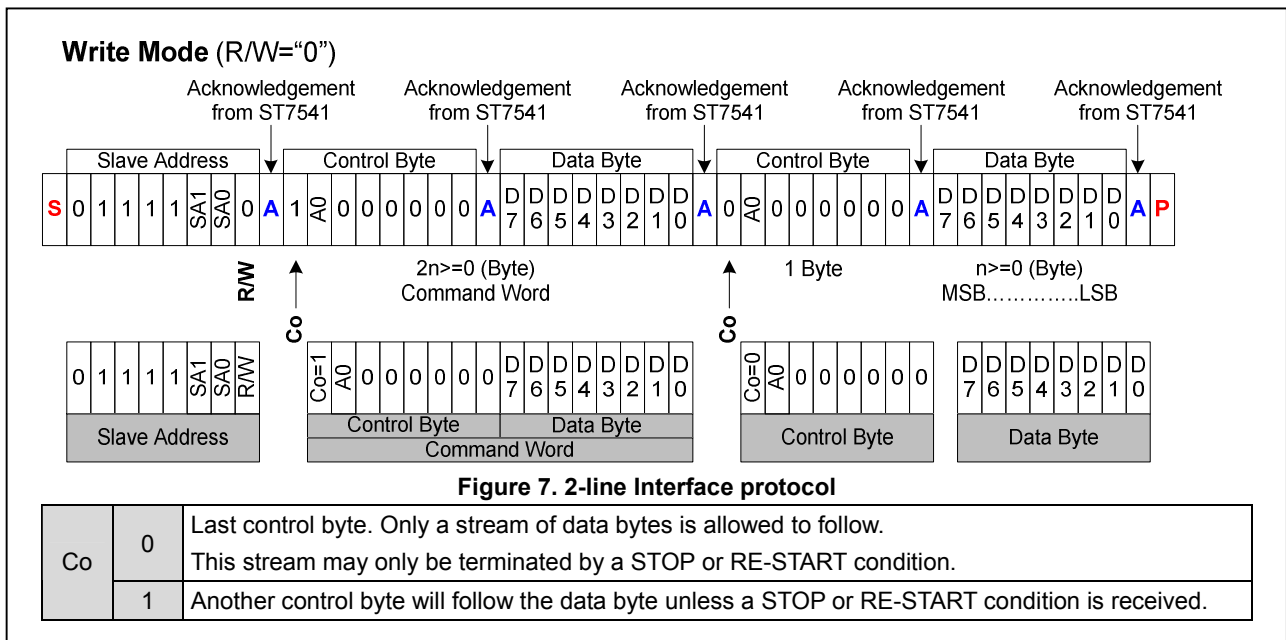 Write Mode (R/W=“0”)
Acknowledgement from ST7541 Acknowledgement from ST7541 Acknowledgement from ST7541 Acknowledgement from ST7541 Acknowledgement from ST7541
Slave Address Control Byte Data Byte Control Byte Data Byte
S 0 1 1 1 1 SA1 SA0 0 A 1 A0 0 0 0 0 0 0 A D7 D6 D5 D4 D3 D2 D1 D0 A 0 A0 0 0 0 0 0 0 A D7 D6 D5 D4 D3 D2 D1 D0 A P
R/W Co 2n>=0 (Byte) Co 1 Byte n>=0 (Byte)
Command Word MSB…………..LSB
0 1 1 1 1 SA1 SA0 R/W Co=1 A0 0 0 0 0 0 0 D7 D6 D5 D4 D3 D2 D1 D0 Co=0 A0 0 0 0 0 0 0 D7 D6 D5 D4 D3 D2 D1 D0
Slave Address Control Byte Data Byte Control Byte Data Byte
Command Word
Figure 7. 2-line Interface protocol
Co 0 Last control byte. Only a stream of data bytes is allowed to follow.
This stream may only be terminated by a STOP or RE-START condition.
1 Another control byte will follow the data byte unless a STOP or RE-START condition is received.